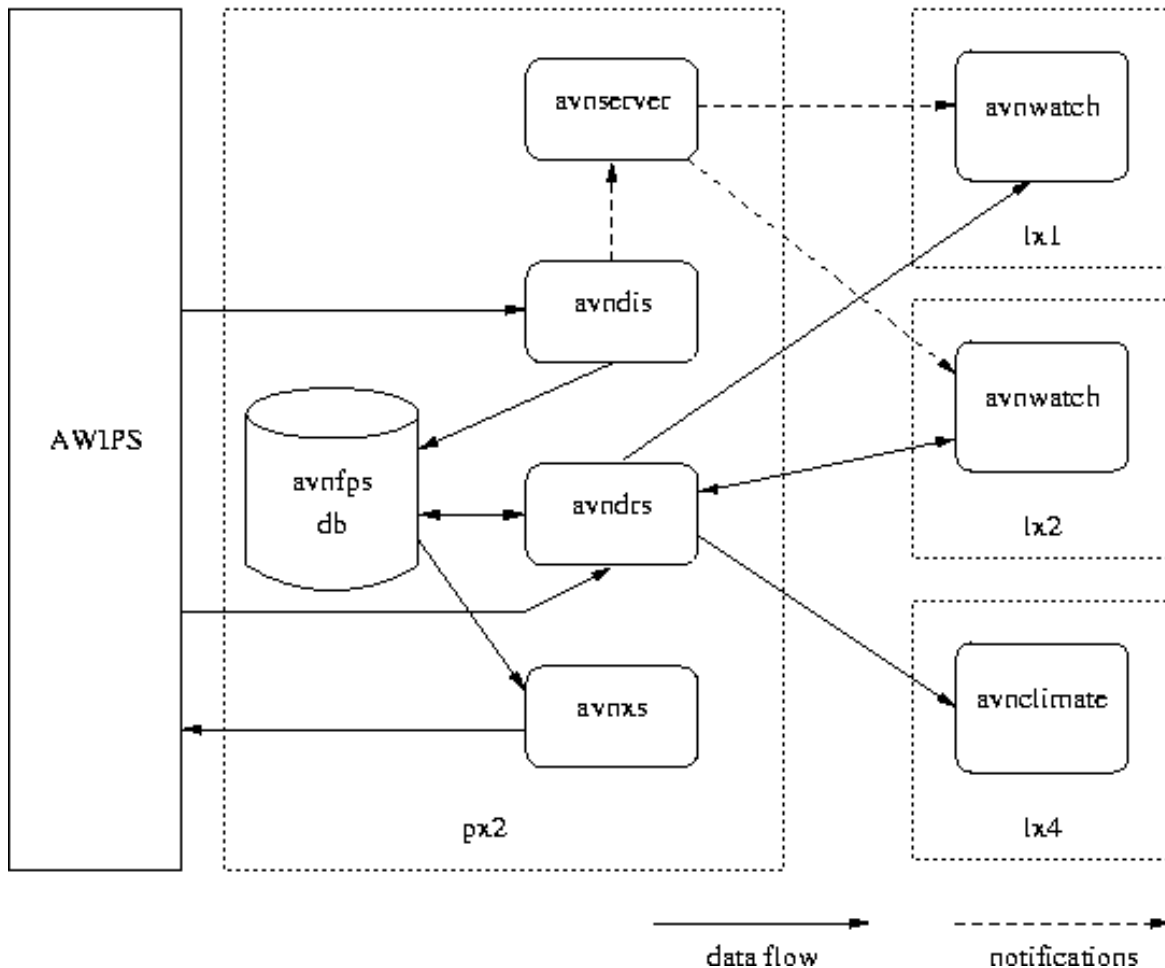 avnserver
avnwatch
lx1
avndis
avnwatch
AWIPS
avnfps
db
avndrs
lx2
avnxs
avnclimate
px2
lx4
data flow
notifications